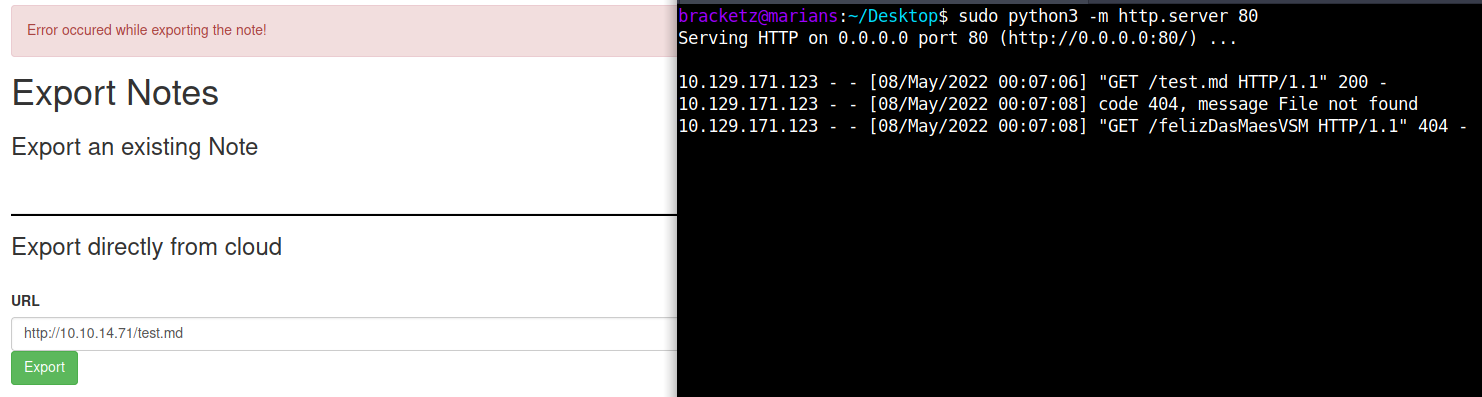 Error occured while exporting the note!
Export Notes
Export an existing Note
Export directly from cloud
URL
http://10.10.14.71/test.md
Export
bracketz@marians:~/Desktop$ sudo python3 -m http.server 80
Serving HTTP on 0.0.0.0 port 80 (http://0.0.0.0:80/) ...
10.129.171.123 - - [08/May/2022 00:07:06] "GET /test.md HTTP/1.1" 200 -
10.129.171.123 - - [08/May/2022 00:07:08] code 404, message File not found
10.129.171.123 - - [08/May/2022 00:07:08] "GET /felizDasMaesVSM HTTP/1.1" 404 -